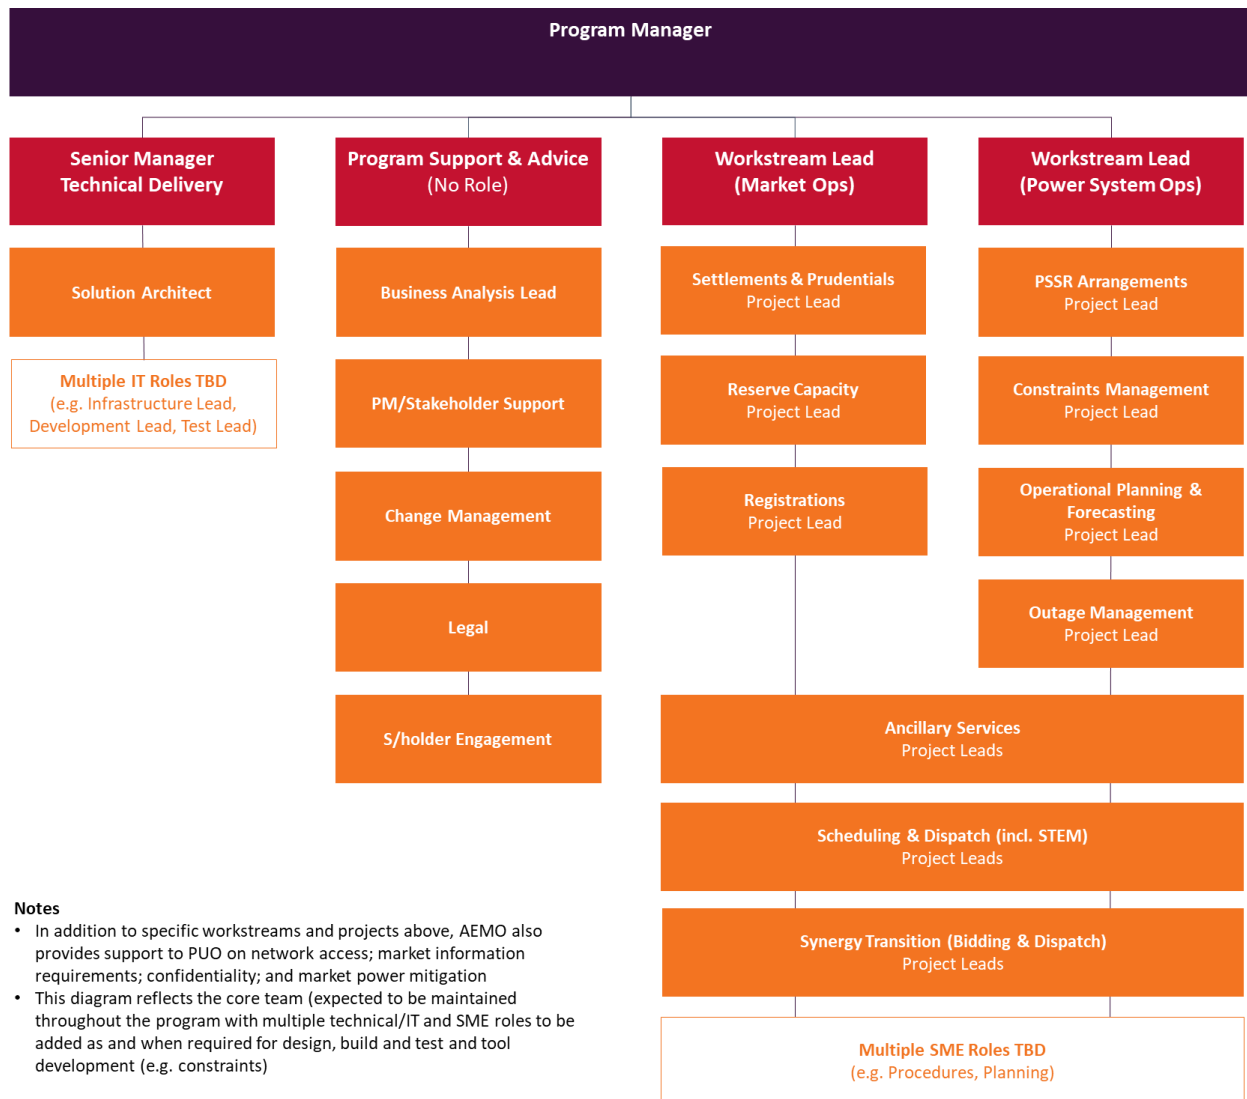 Program Manager
Senior Manager
Technical Delivery
Program Support & Advice
(No Role)
Workstream Lead
(Market Ops)
Workstream Lead
(Power System Ops)
Solution Architect
Multiple IT Roles TBD
(e.g. Infrastructure Lead,
Development Lead, Test Lead)
Business Analysis Lead
PM/Stakeholder Support
Change Management
Legal
S/holder Engagement
Settlements & Prudentials
Project Lead
Reserve Capacity
Project Lead
Registrations
Project Lead
PSSR Arrangements
Project Lead
Constraints Management
Project Lead
Operational Planning &
Forecasting
Project Lead
Outage Management
Project Lead
Ancillary Services
Project Leads
Scheduling & Dispatch (incl. STEM)
Project Leads
Synergy Transition (Bidding & Dispatch)
Project Leads
Multiple SME Roles TBD
(e.g. Procedures, Planning)
Notes
• In addition to specific workstreams and projects above, AEMO also
provides support to PUO on network access; market information
requirements; confidentiality; and market power mitigation
• This diagram reflects the core team (expected to be maintained
throughout the program with multiple technical/IT and SME roles to be
added as and when required for design, build and test and tool
development (e.g. constraints)